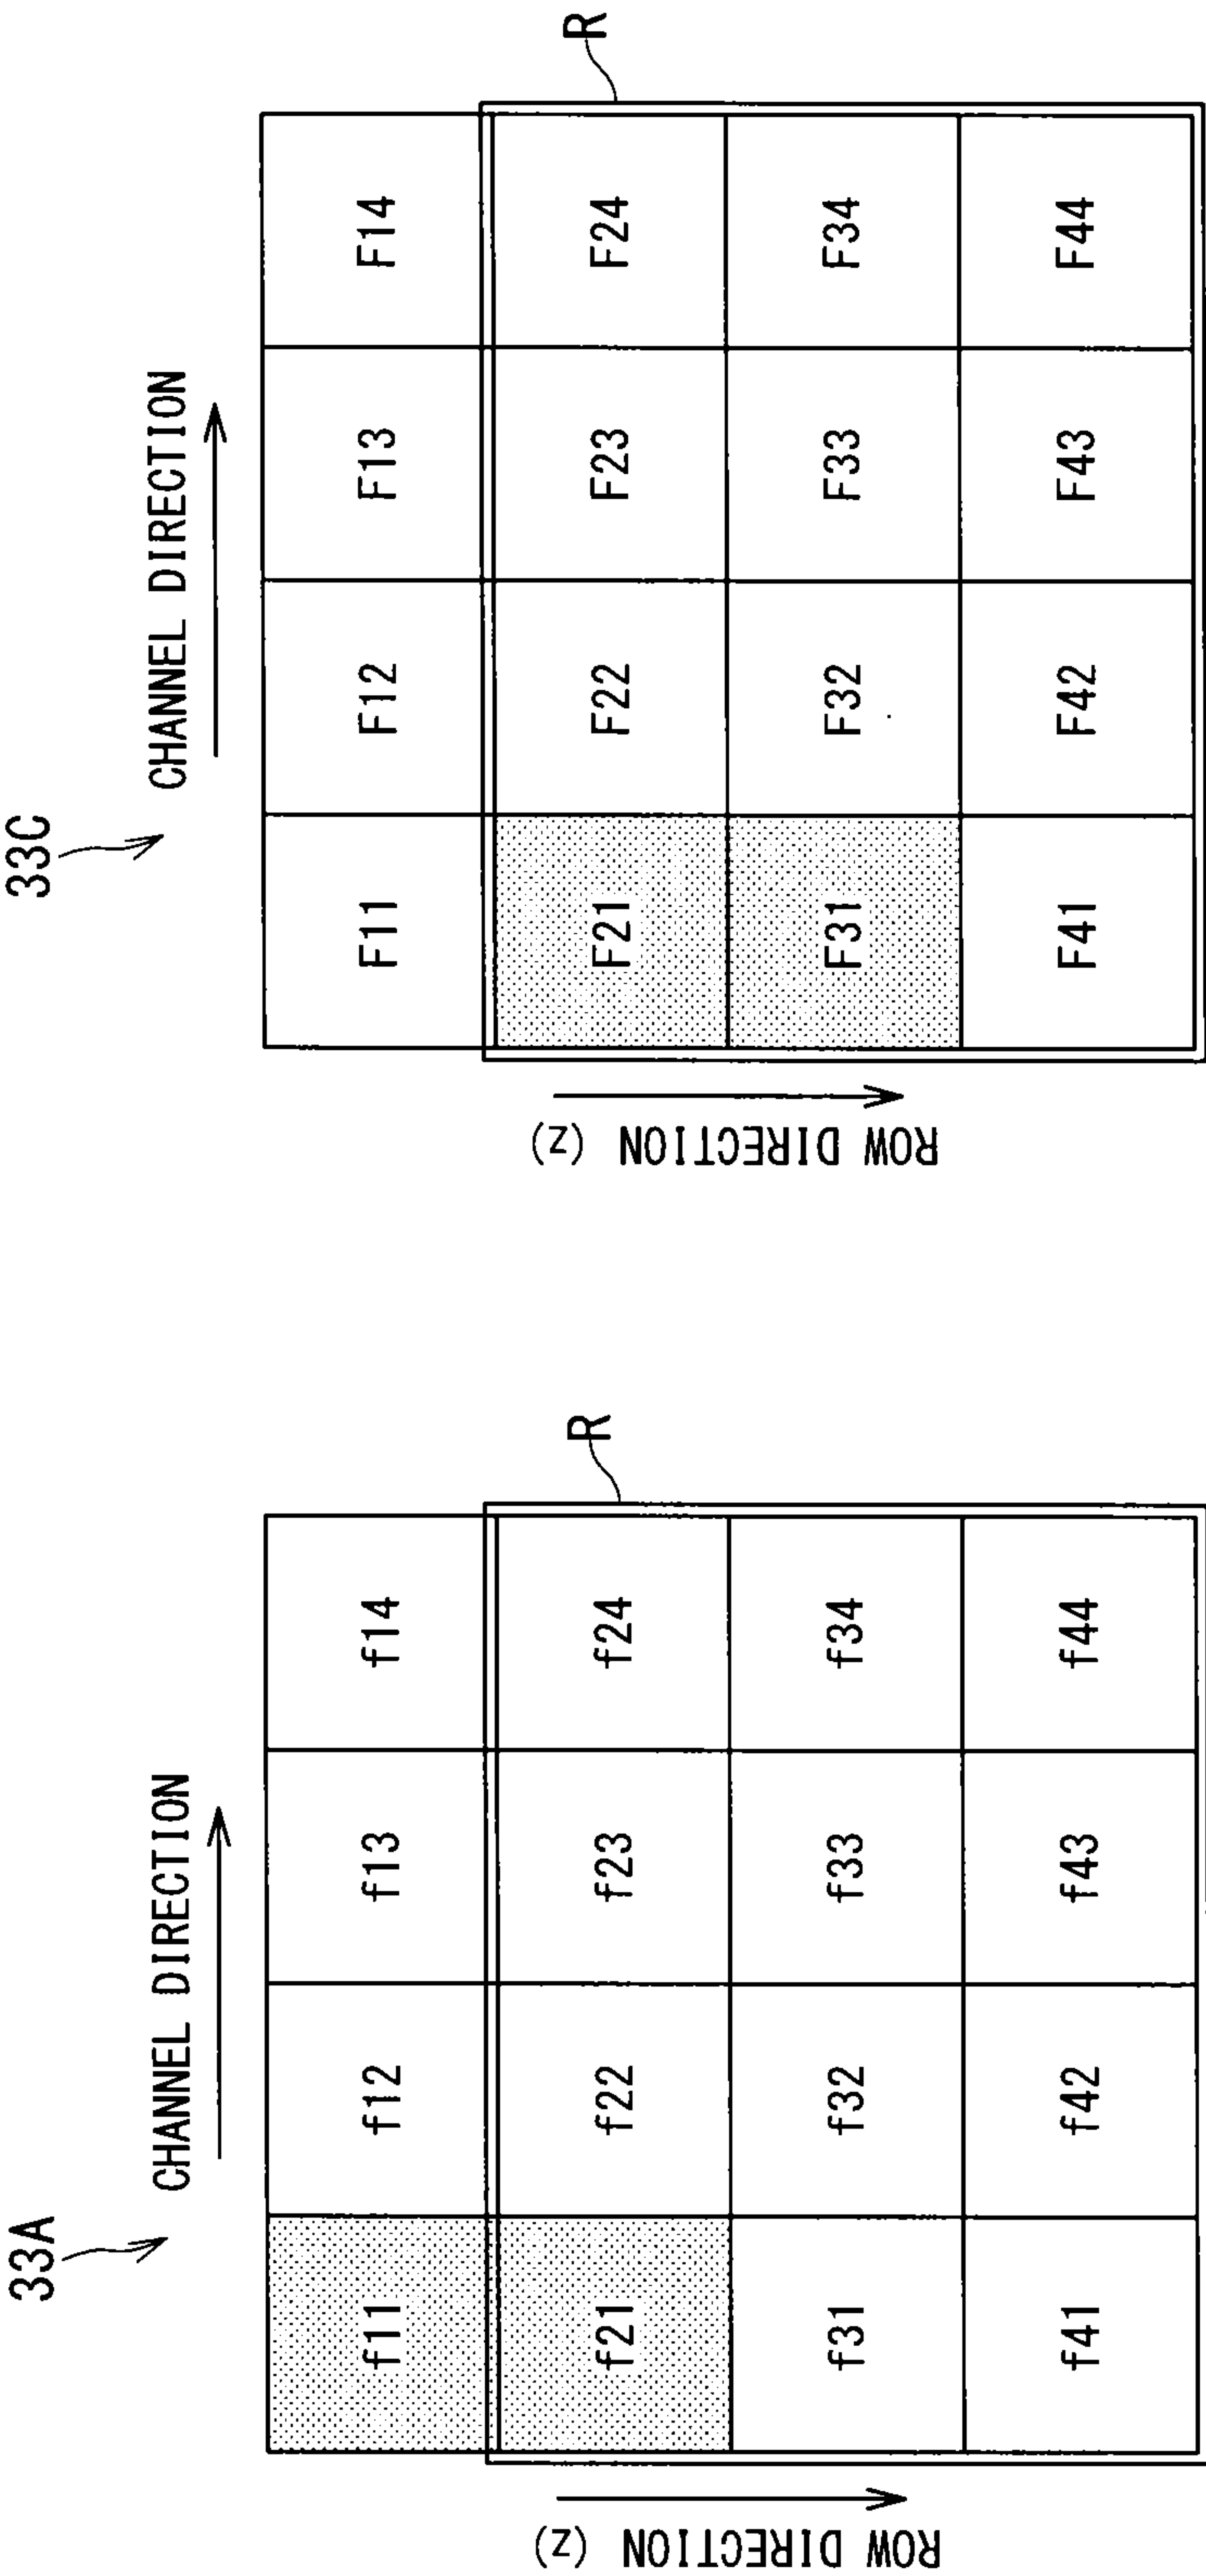 33A
CHANNEL DIRECTION
ROW DIRECTION (z)
R
f11 f12 f13 f14
f21 f22 f23 f24
f31 f32 f33 f34
f41 f42 f43 f44
33C
CHANNEL DIRECTION
ROW DIRECTION (z)
R
F11 F12 F13 F14
F21 F22 F23 F24
F31 F32 F33 F34
F41 F42 F43 F44